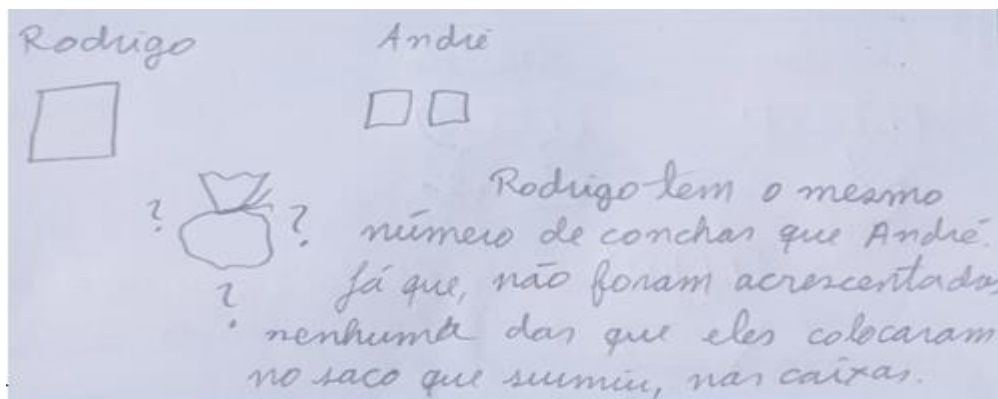 Rodrigo André
? ?
?
Rodrigo tem o mesmo
número de conchas que André.
Já que, não foram acrescentados
nenhuma das que eles colocaram
no saco que sumiu, nas caixas.